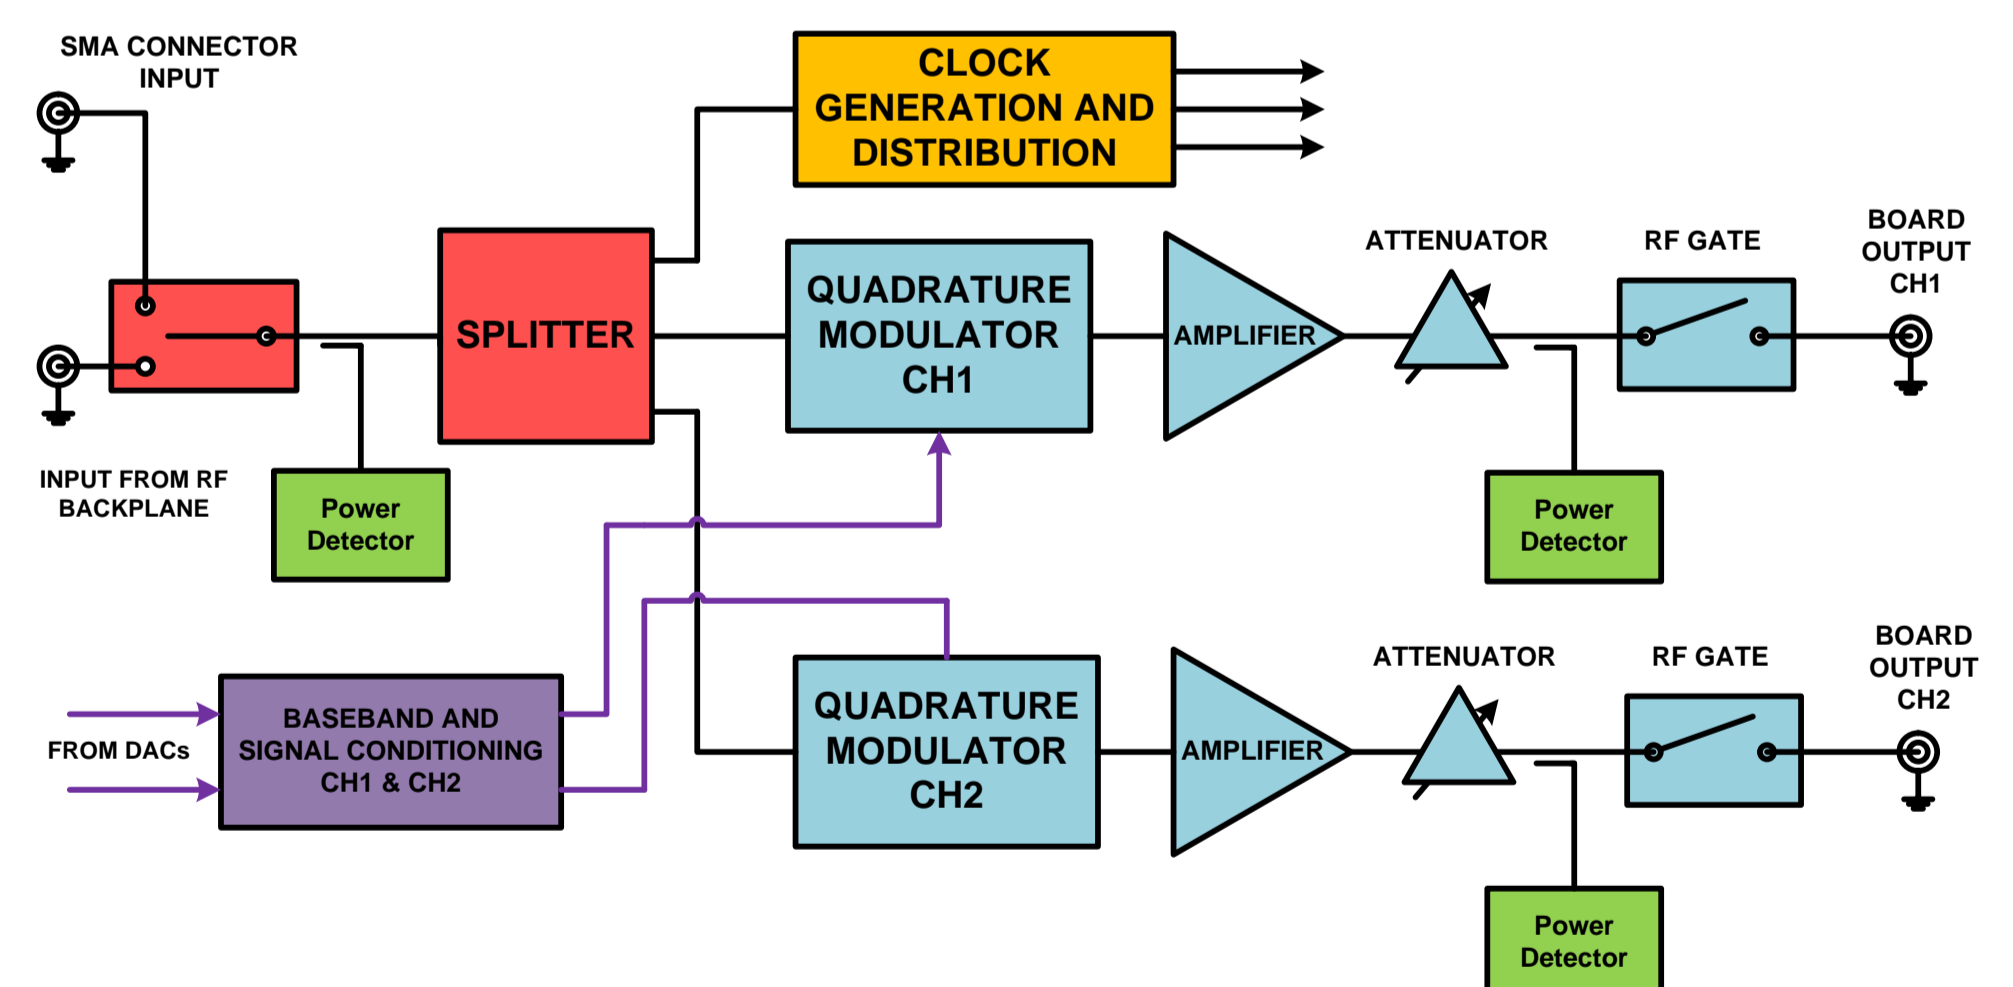 SMA CONNECTOR
INPUT
CLOCK
GENERATION AND
DISTRIBUTION
SPLITTER
QUADRATURE
MODULATOR
CH1
AMPLIFIER
ATTENUATOR
RF GATE
BOARD
OUTPUT
CH1
INPUT FROM RF
BACKPLANE
Power
Detector
Power
Detector
FROM DACs
BASEBAND AND
SIGNAL CONDITIONING
CH1 & CH2
QUADRATURE
MODULATOR
CH2
AMPLIFIER
ATTENUATOR
RF GATE
BOARD
OUTPUT
CH2
Power
Detector